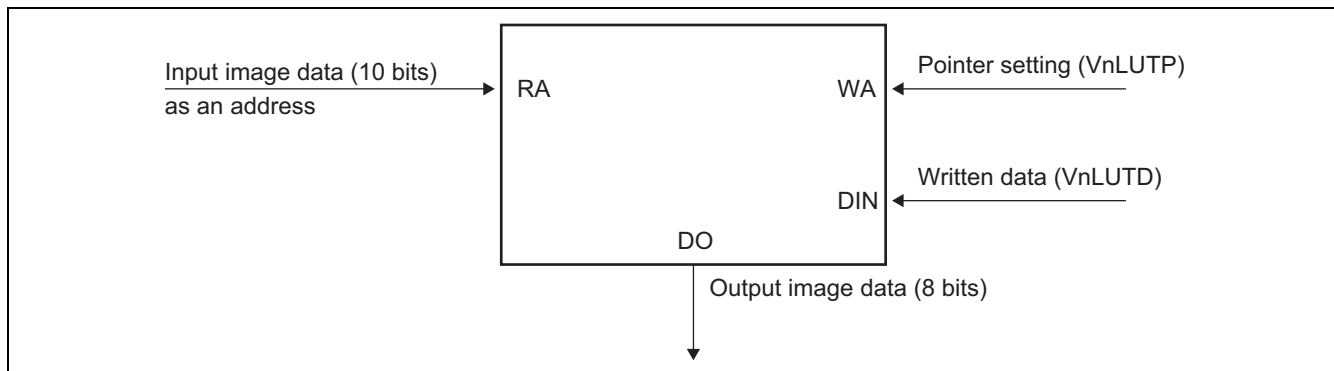 Input image data (10 bits)
as an address
RA
WA
Pointer setting (VnLUTP)
DIN
Written data (VnLUTD)
DO
Output image data (8 bits)